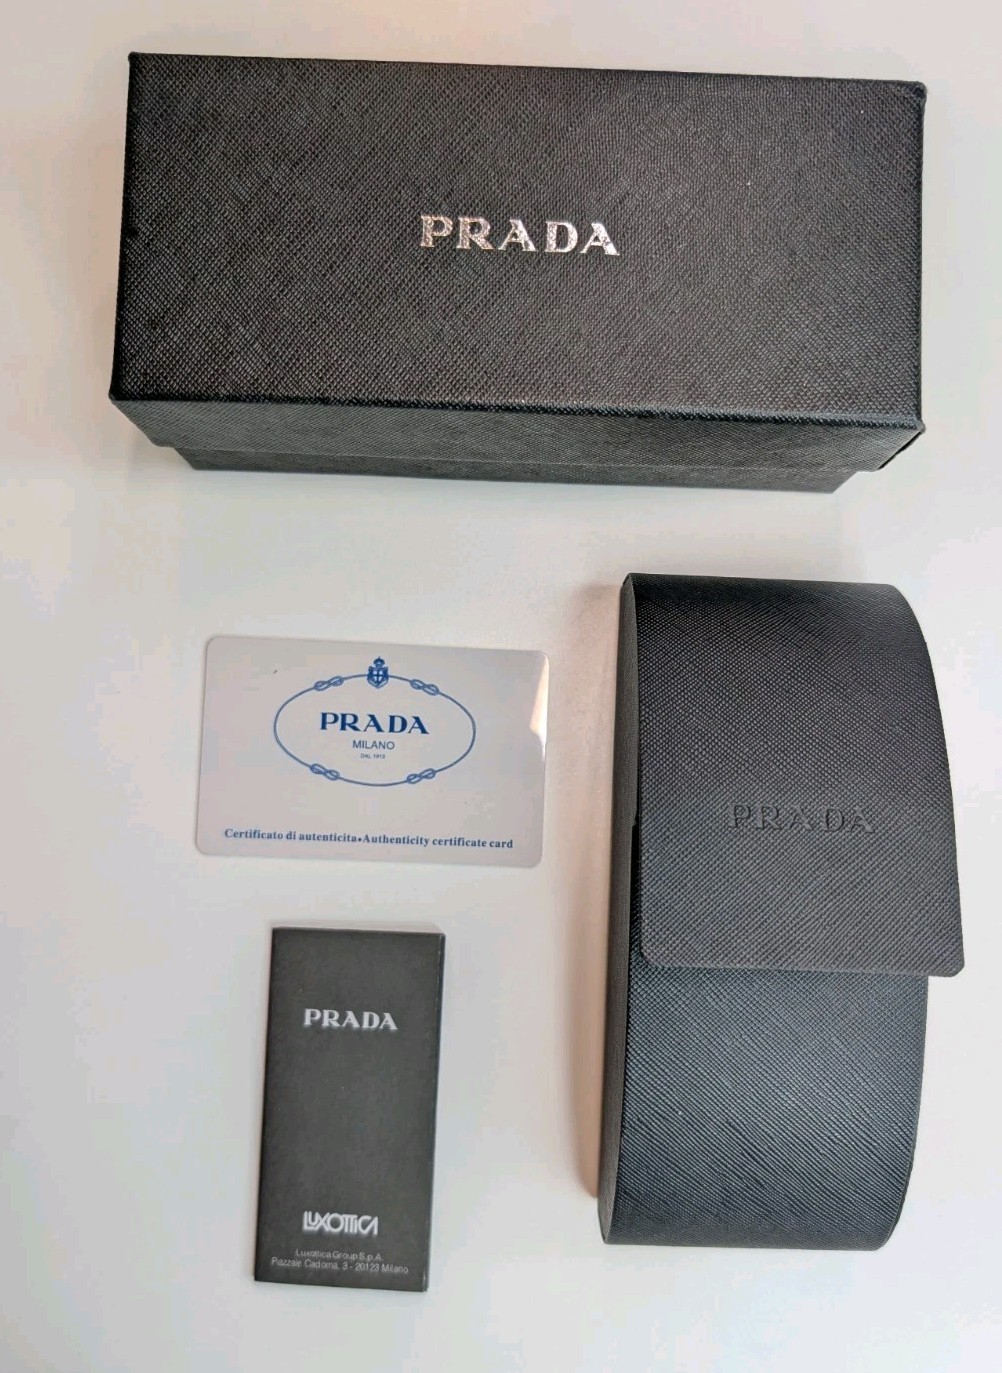 PRADA
PRADA
MILANO
DAL 1913
Certificato di autenticita•Authenticity certificate card
PRADA
PRADA
LUXOTTICA
Luxottica Group S.p.A.
Piazzale Cadorna, 3 - 20123 Milano